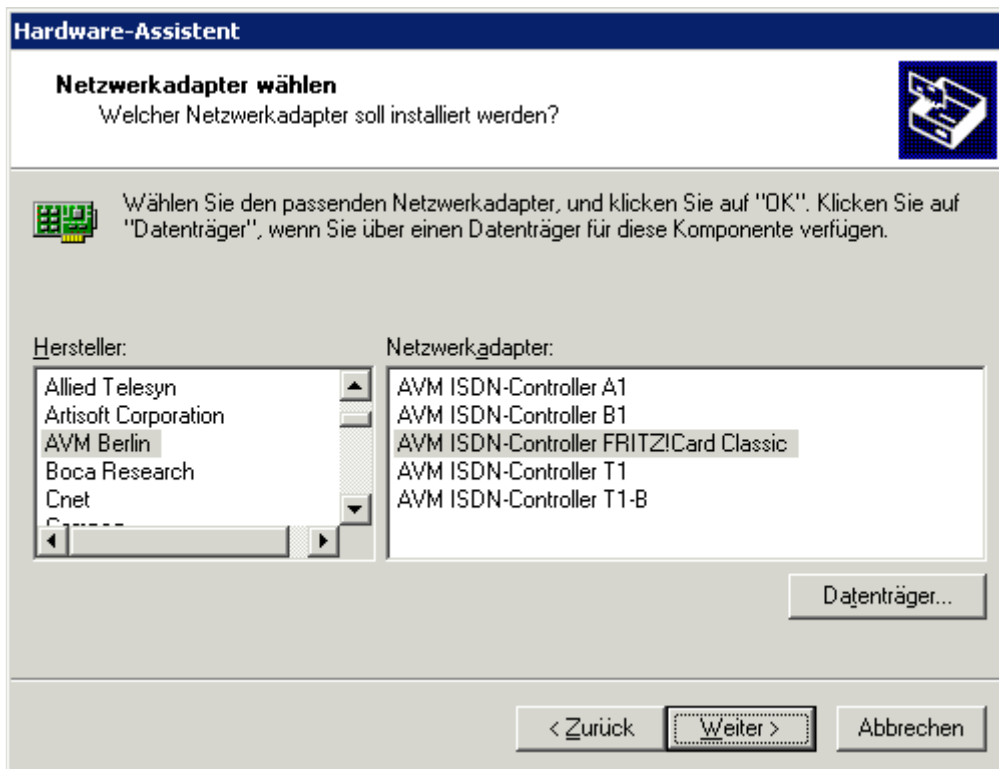 Hardware-Assistent
Netzwerkadapter wählen
Welcher Netzwerkadapter soll installiert werden?
Wählen Sie den passenden Netzwerkadapter, und klicken Sie auf "OK". Klicken Sie auf
"Datenträger", wenn Sie über einen Datenträger für diese Komponente verfügen.
Hersteller:
Allied Telesyn
Artisoft Corporation
AVM Berlin
Boca Research
Cnet
Netzwerkadapter:
AVM ISDN-Controller A1
AVM ISDN-Controller B1
AVM ISDN-Controller FRITZ!Card Classic
AVM ISDN-Controller T1
AVM ISDN-Controller T1-B
Datenträger...
< Zurück
Weiter >
Abbrechen